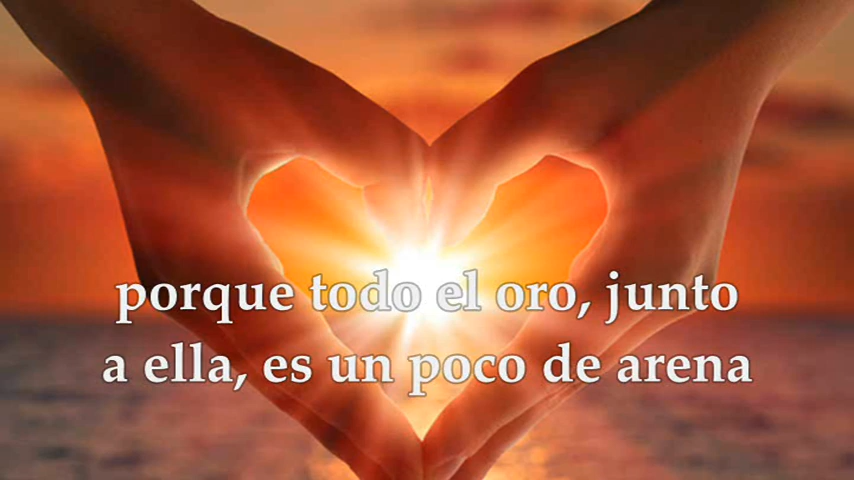 porque todo el oro, junto
a ella, es un poco de arena